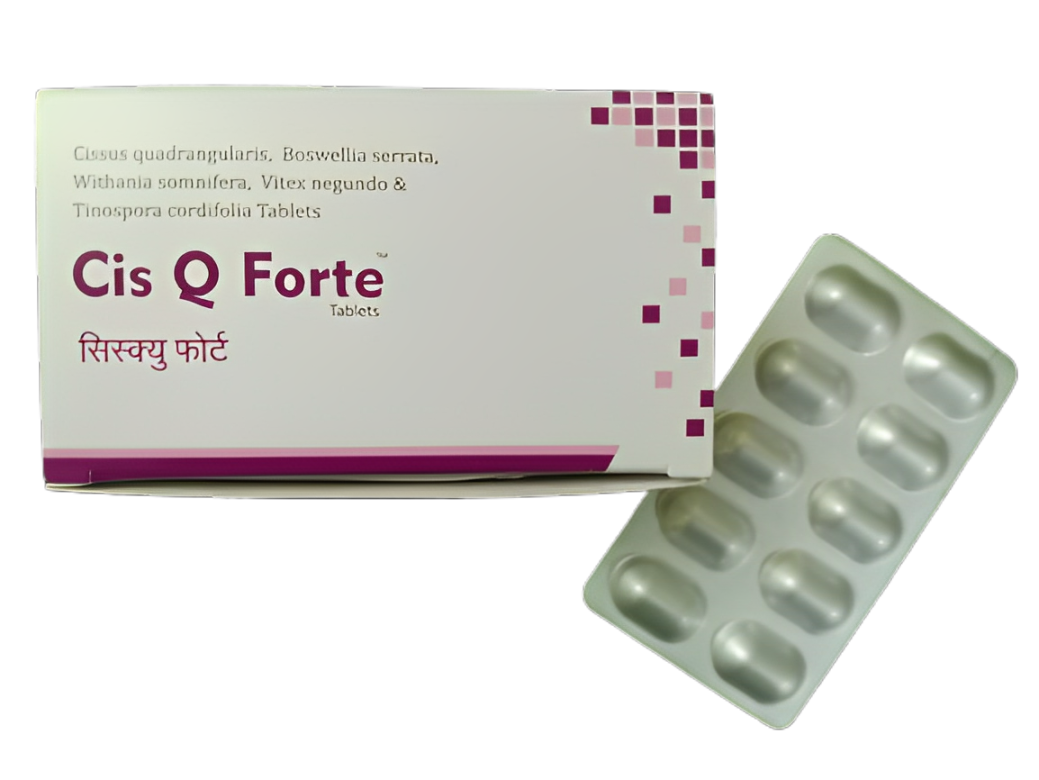 Cissus quadrangularis, Boswellia serrata,
Withania somnifera, Vitex negundo &
Tinospora cordifolia Tablets
Cis Q Forte™
Tablets
सिस्क्यु फोर्ट